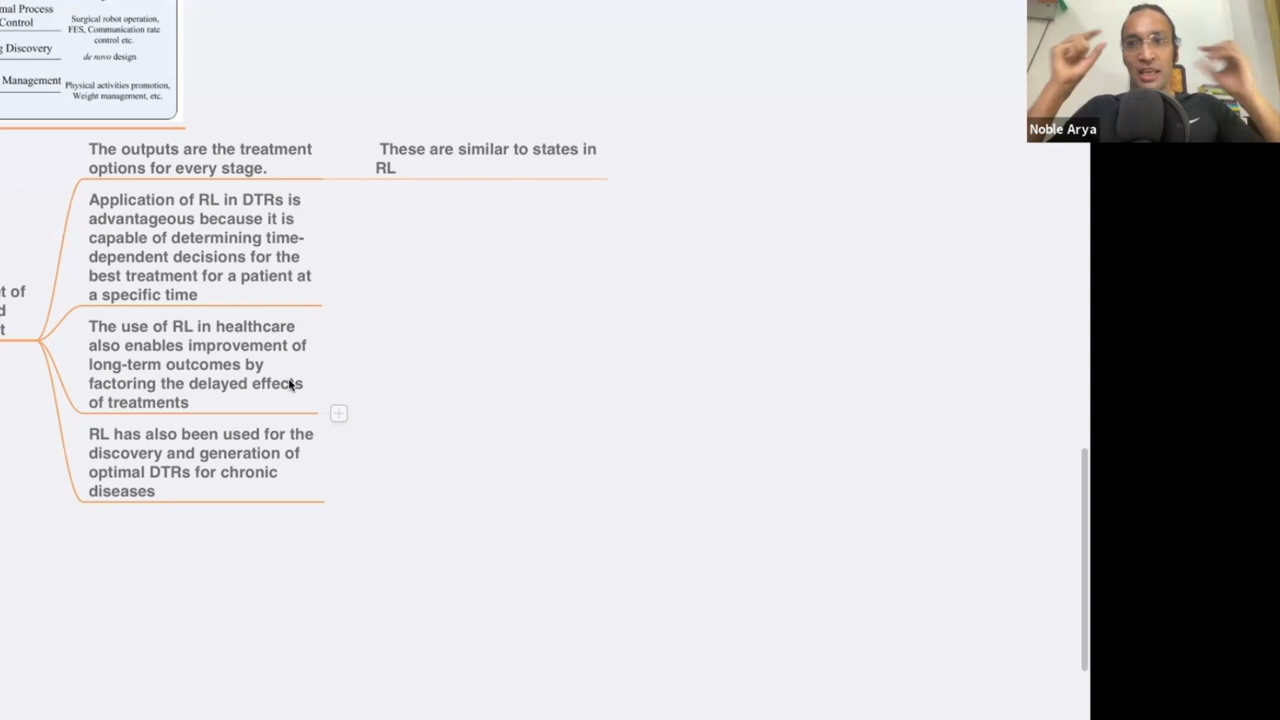 mal Process
Control
Surgical robot operation,
FES, Communication rate
control etc.
g Discovery
de novo design
Management
Physical activities promotion,
Weight management, etc.
Noble Arya
The outputs are the treatment
options for every stage.
These are similar to states in
RL
Application of RL in DTRs is
advantageous because it is
capable of determining time-
dependent decisions for the
best treatment for a patient at
a specific time
t of
d
t
The use of RL in healthcare
also enables improvement of
long-term outcomes by
factoring the delayed effects
of treatments
RL has also been used for the
discovery and generation of
optimal DTRs for chronic
diseases